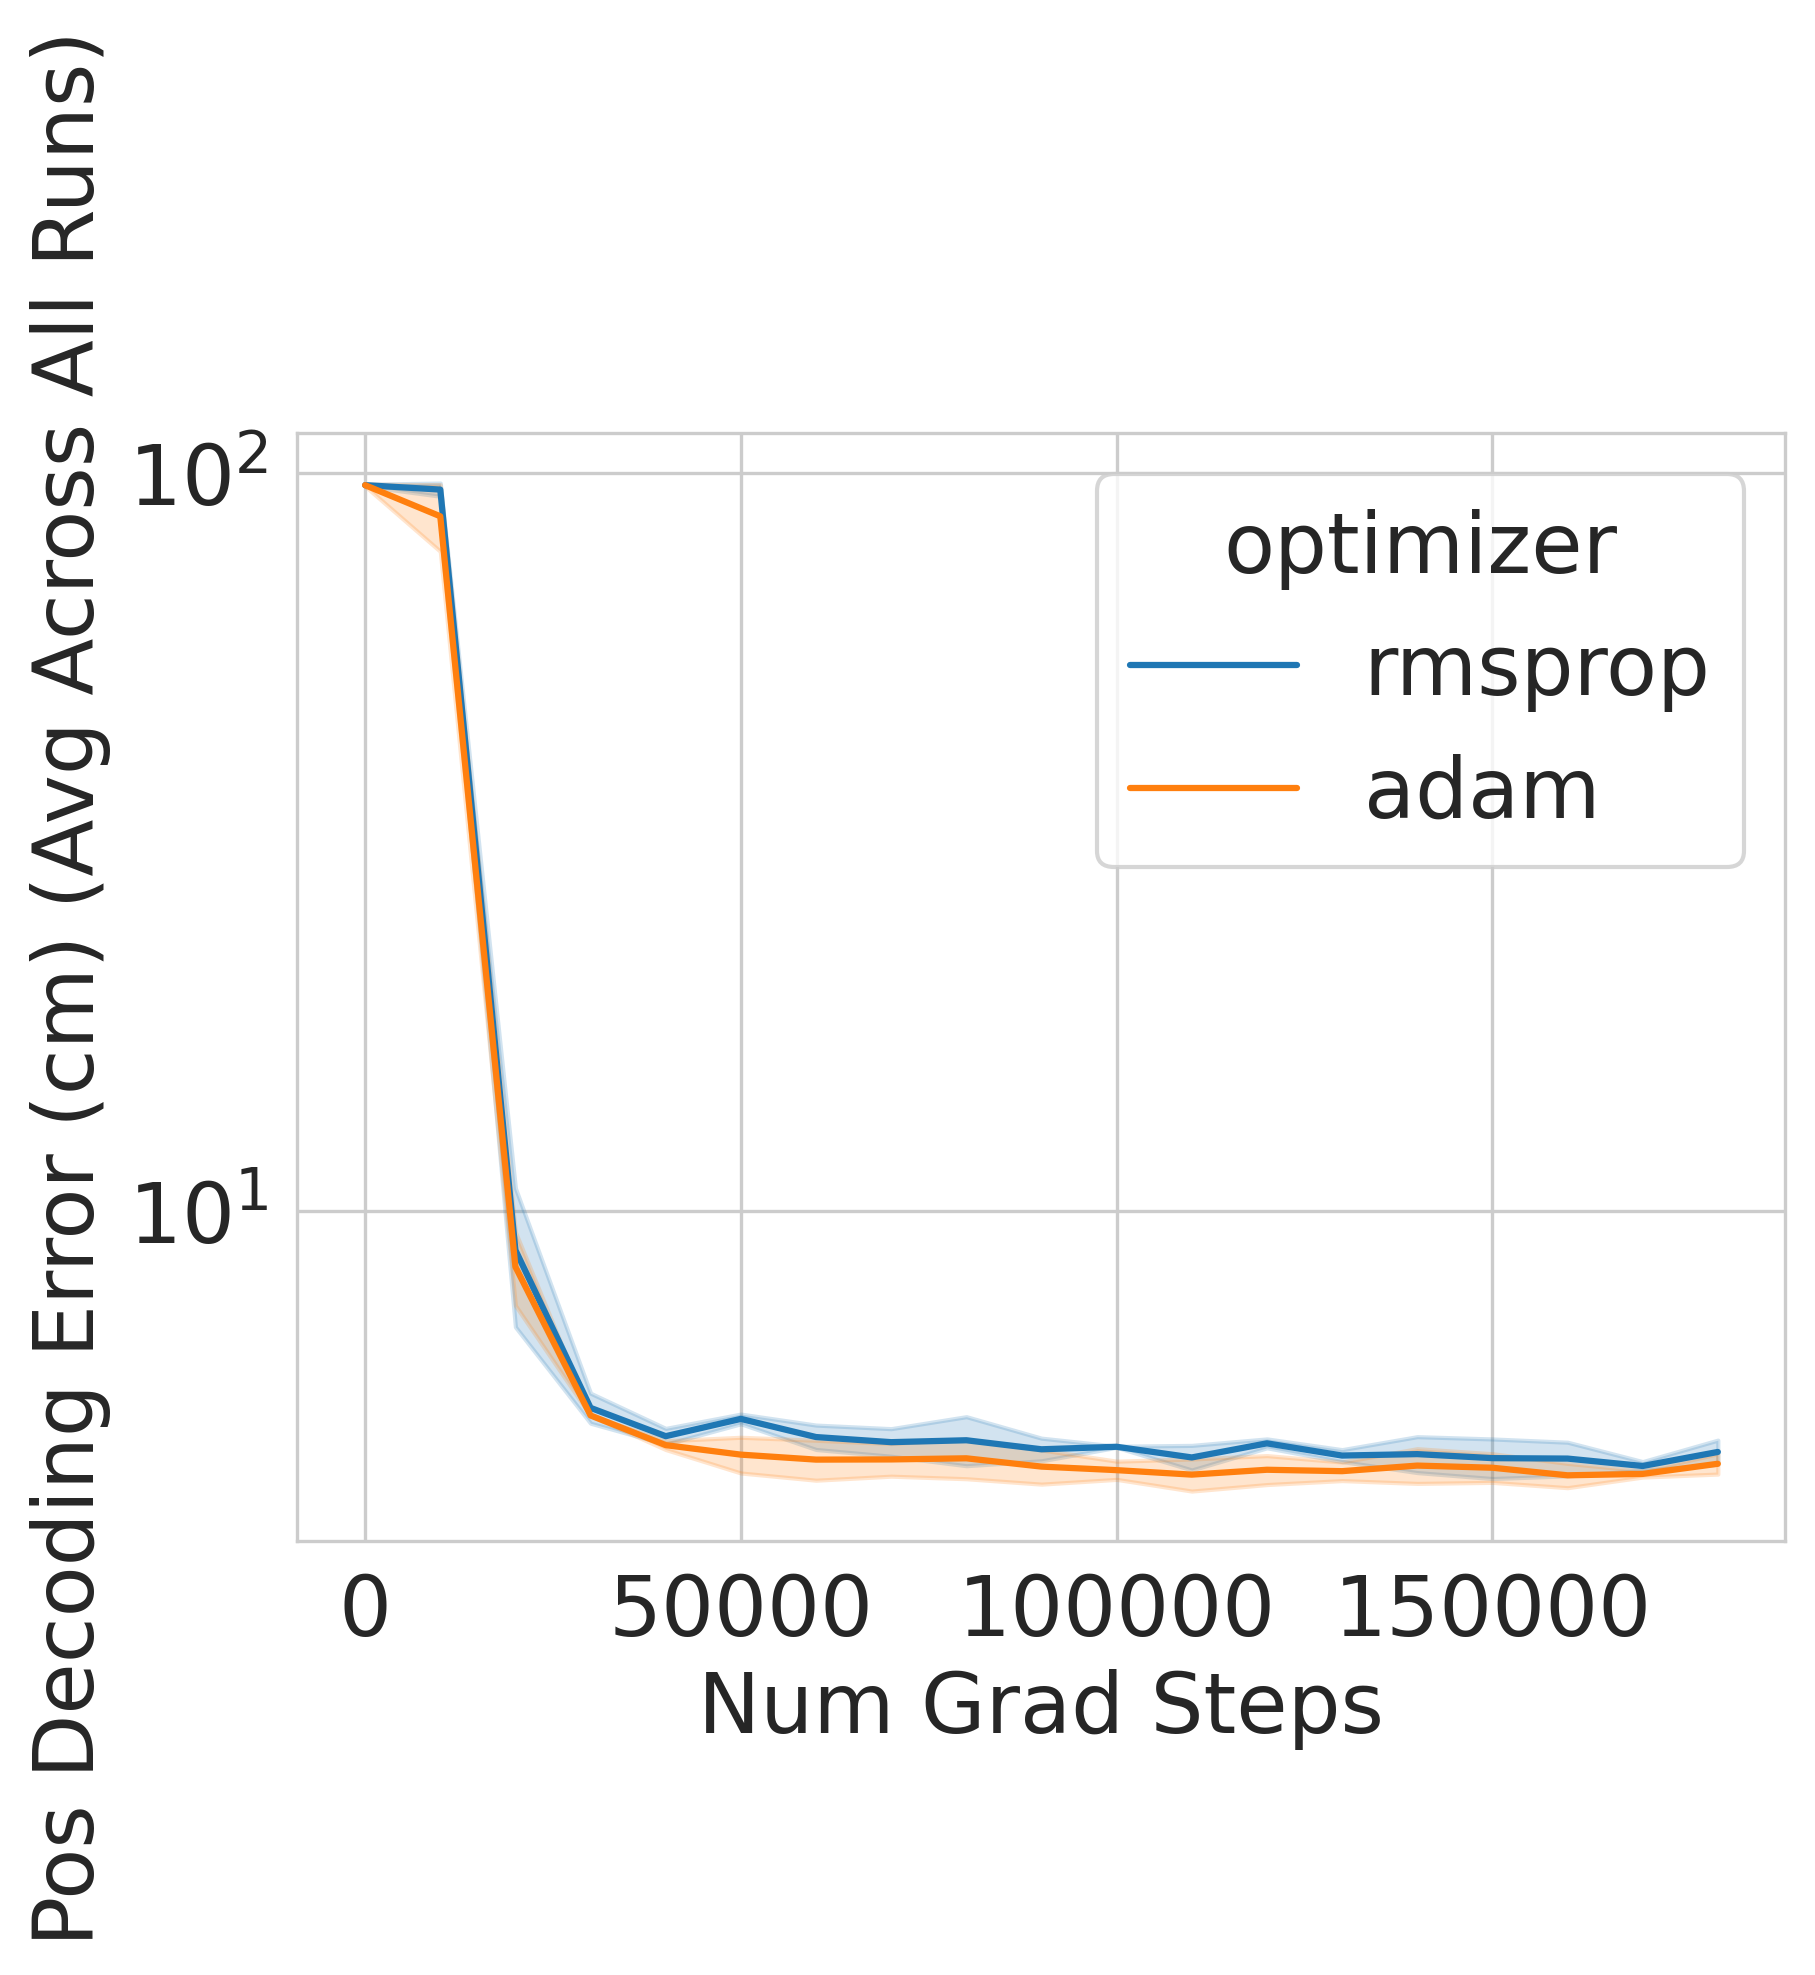 Pos Decoding Error (cm) (Avg Across All Runs)
10²
10¹
optimizer
rmsprop
adam
0 50000 100000 150000
Num Grad Steps